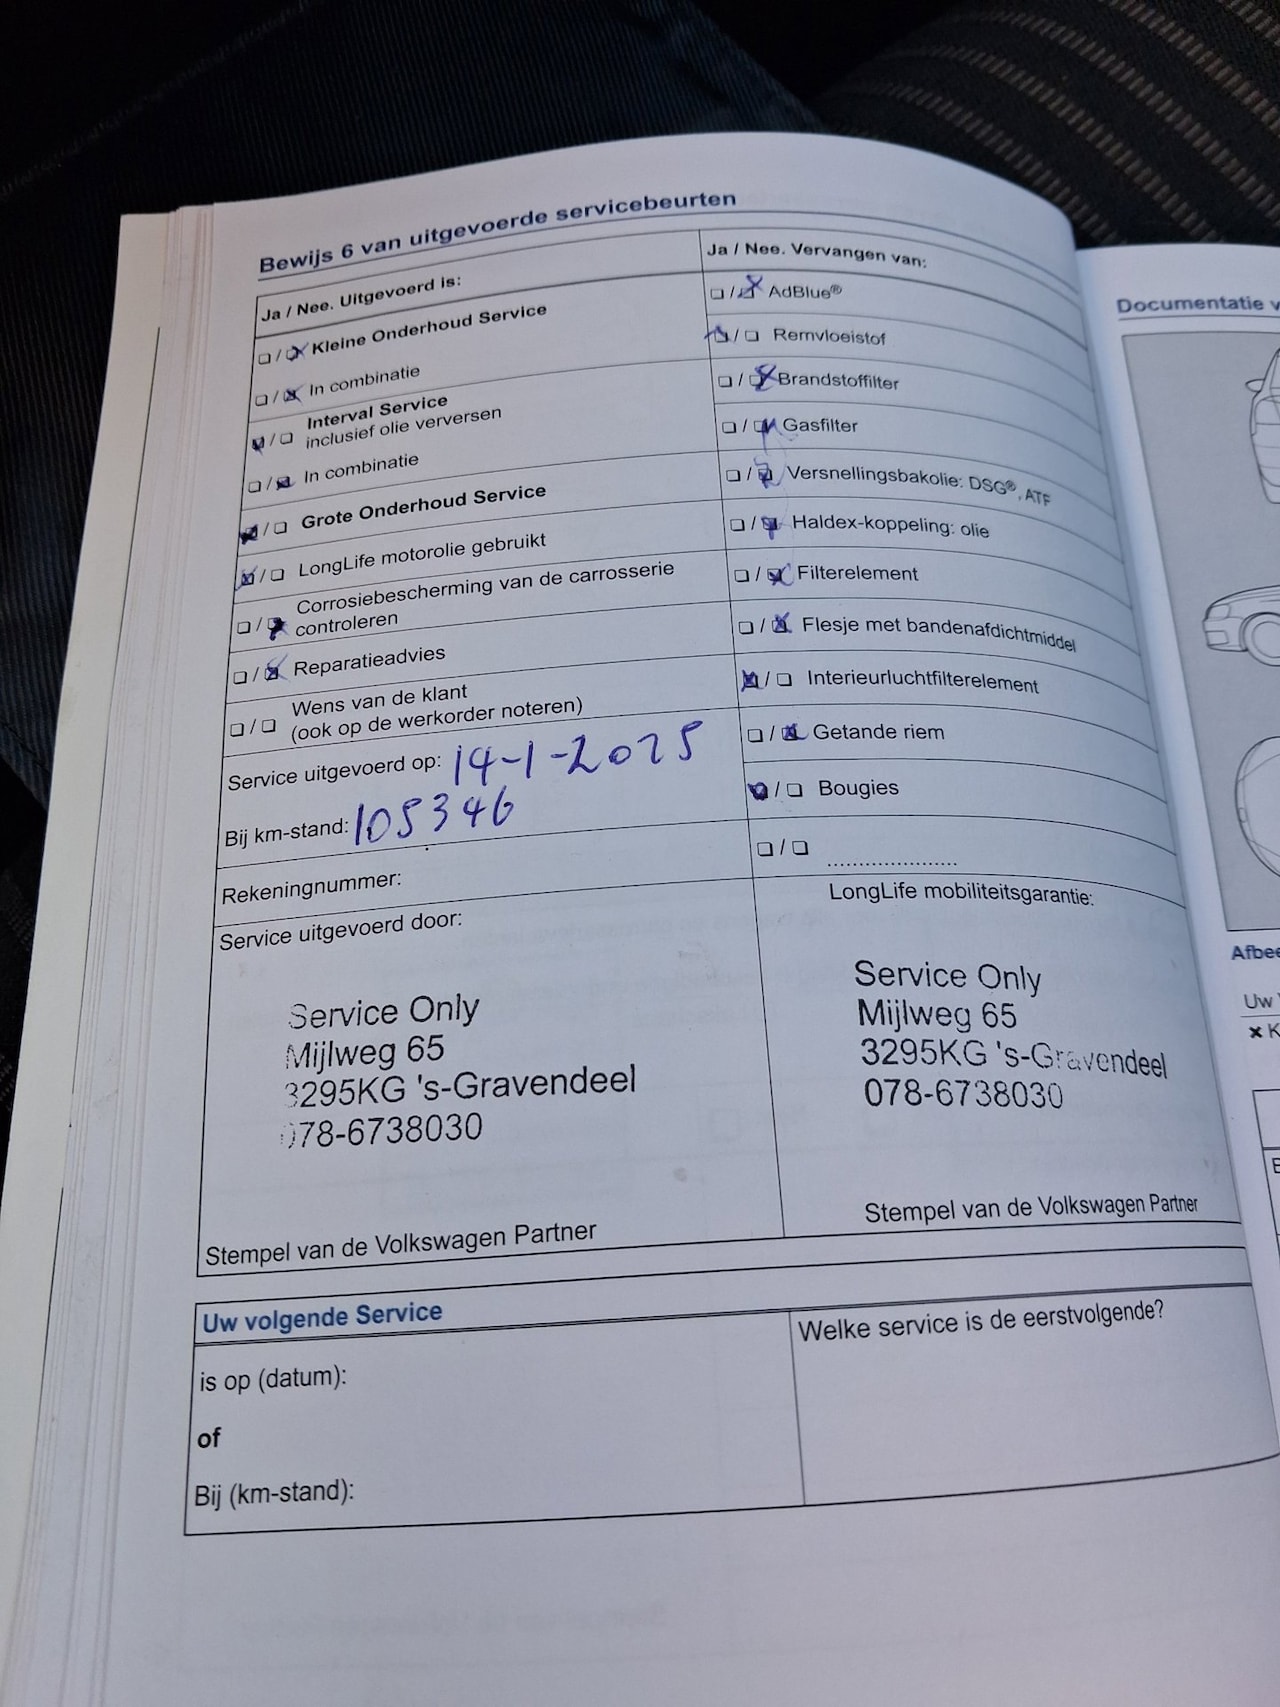 Bewijs 6 van uitgevoerde servicebeurten
Ja / Nee. Uitgevoerd is:
Kleine Onderhoud Service
In combinatie
Interval Service
inclusief olie verversen
In combinatie
Grote Onderhoud Service
LongLife motorolie gebruikt
Corrosiebescherming van de carrosserie
controleren
Reparatieadvies
Wens van de klant
(ook op de werkorder noteren)
Service uitgevoerd op: 14-1-2025
Bij km-stand: 105346
Rekeningnummer:
Service uitgevoerd door:
Service Only
Mijlweg 65
3295KG 's-Gravendeel
078-6738030
Stempel van de Volkswagen Partner
Ja / Nee. Vervangen van:
AdBlue®
Remvloeistof
Brandstoffilter
Gasfilter
Versnellingsbakolie: DSG®, ATF
Haldex-koppeling: olie
Filterelement
Flesje met bandenafdichtmiddel
Interieurluchtfilterelement
Getande riem
Bougies
......................
LongLife mobiliteitsgarantie:
Service Only
Mijlweg 65
3295KG 's-Gravendeel
078-6738030
Stempel van de Volkswagen Partner
Uw volgende Service
is op (datum):
of
Bij (km-stand):
Welke service is de eerstvolgende?
Documentatie v
Afbee
Uw
K